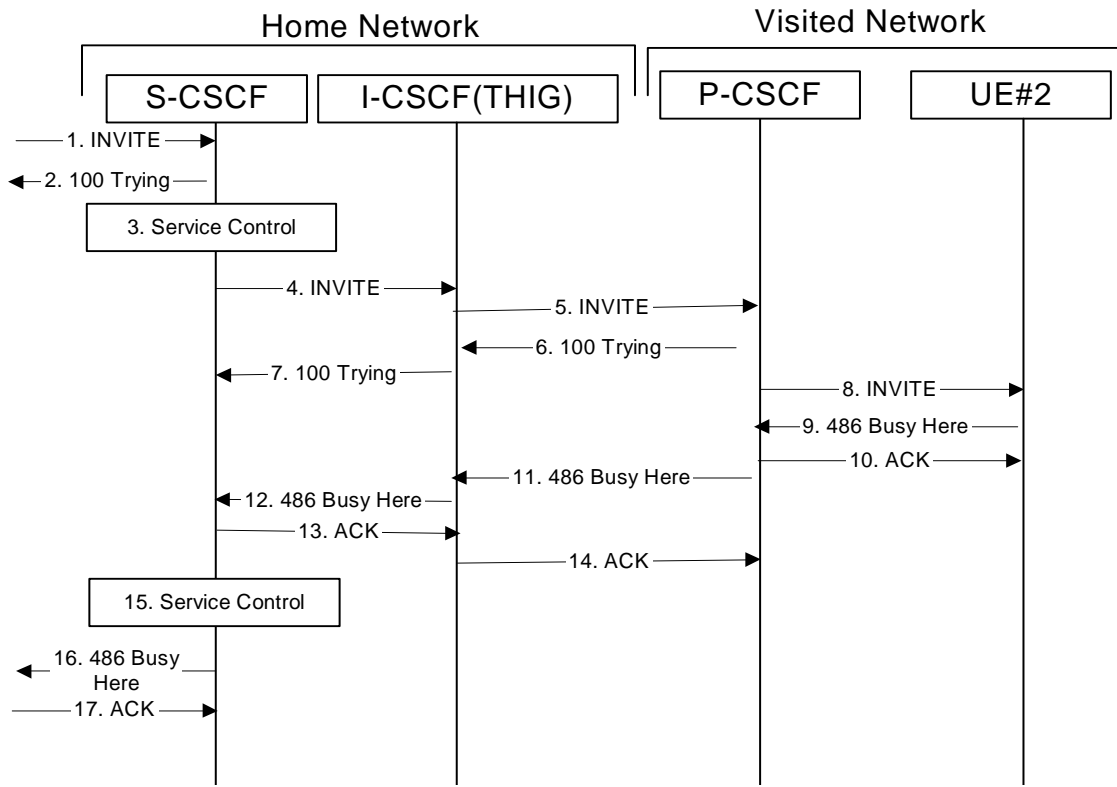 Home Network
Visited Network
S-CSCF
I-CSCF(THIG)
P-CSCF
UE#2
1. INVITE
2. 100 Trying
3. Service Control
4. INVITE
5. INVITE
6. 100 Trying
7. 100 Trying
8. INVITE
9. 486 Busy Here
10. ACK
11. 486 Busy Here
12. 486 Busy Here
13. ACK
14. ACK
15. Service Control
16. 486 Busy
Here
17. ACK